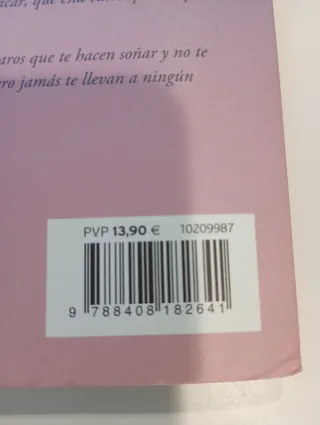 aros que te hacen soñar y no te
ro jamás te llevan a ningún
PVP 13,90 € 10209987
9 788408 182641